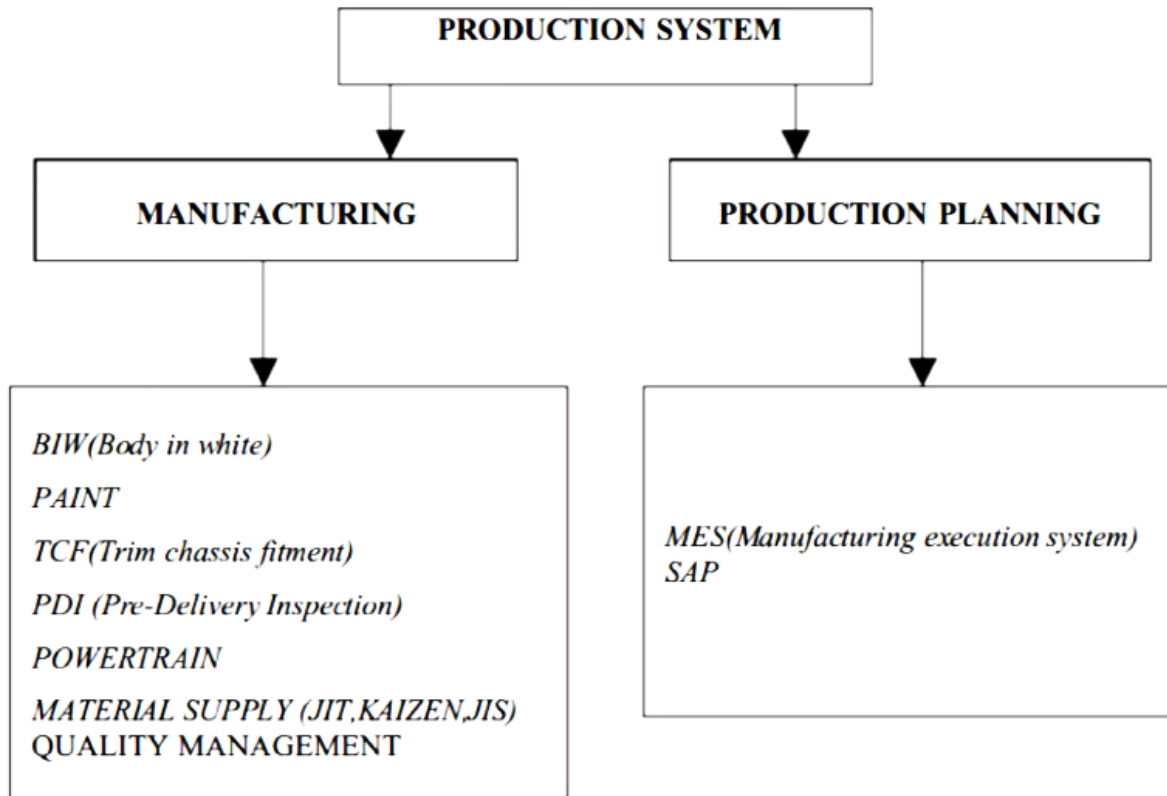 PRODUCTION SYSTEM
MANUFACTURING
PRODUCTION PLANNING
BIW(Body in white)
PAINT
TCF(Trim chassis fitment)
PDI (Pre-Delivery Inspection)
POWERTRAIN
MATERIAL SUPPLY (JIT,KAIZEN,JIS)
QUALITY MANAGEMENT
MES(Manufacturing execution system)
SAP